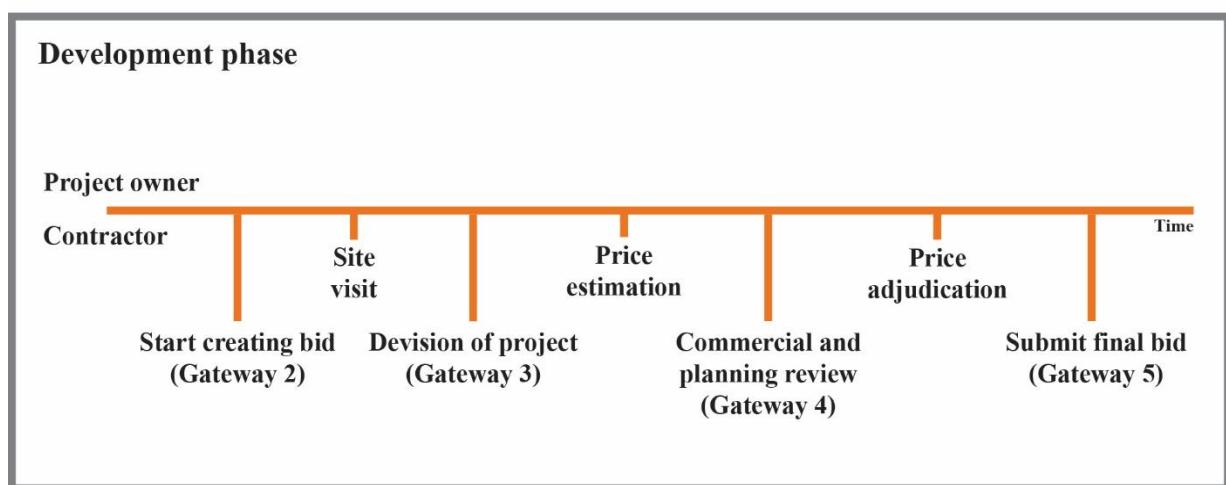 Development phase
Project owner
Contractor
Time
Site
visit
Price
estimation
Price
adjudication
Start creating bid
(Gateway 2)
Devision of project
(Gateway 3)
Commercial and
planning review
(Gateway 4)
Submit final bid
(Gateway 5)